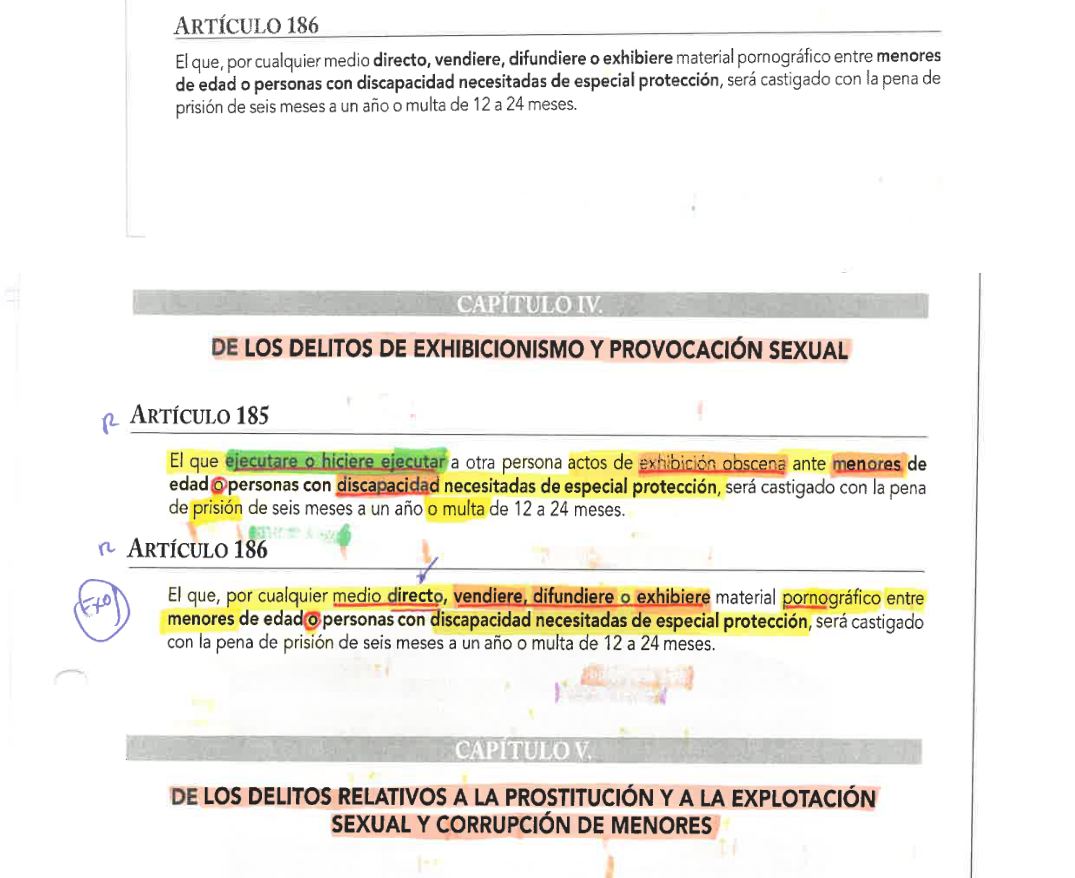 ARTÍCULO 186
El que, por cualquier medio directo, vendiere, difundiere o exhibiere material pornográfico entre menores
de edad o personas con discapacidad necesitadas de especial protección, será castigado con la pena de
prisión de seis meses a un año o multa de 12 a 24 meses.
CAPÍTULO IV.
DE LOS DELITOS DE EXHIBICIONISMO Y PROVOCACIÓN SEXUAL
ARTÍCULO 185
El que ejecutare o hiciere ejecutar a otra persona actos de exhibición obscena ante menores de
edad o personas con discapacidad necesitadas de especial protección, será castigado con la pena
de prisión de seis meses a un año o multa de 12 a 24 meses.
ARTÍCULO 186
El que, por cualquier medio directo, vendiere, difundiere o exhibiere material pornográfico entre
menores de edad o personas con discapacidad necesitadas de especial protección, será castigado
con la pena de prisión de seis meses a un año o multa de 12 a 24 meses.
CAPÍTULO V.
DE LOS DELITOS RELATIVOS A LA PROSTITUCIÓN Y A LA EXPLOTACIÓN
SEXUAL Y CORRUPCIÓN DE MENORES